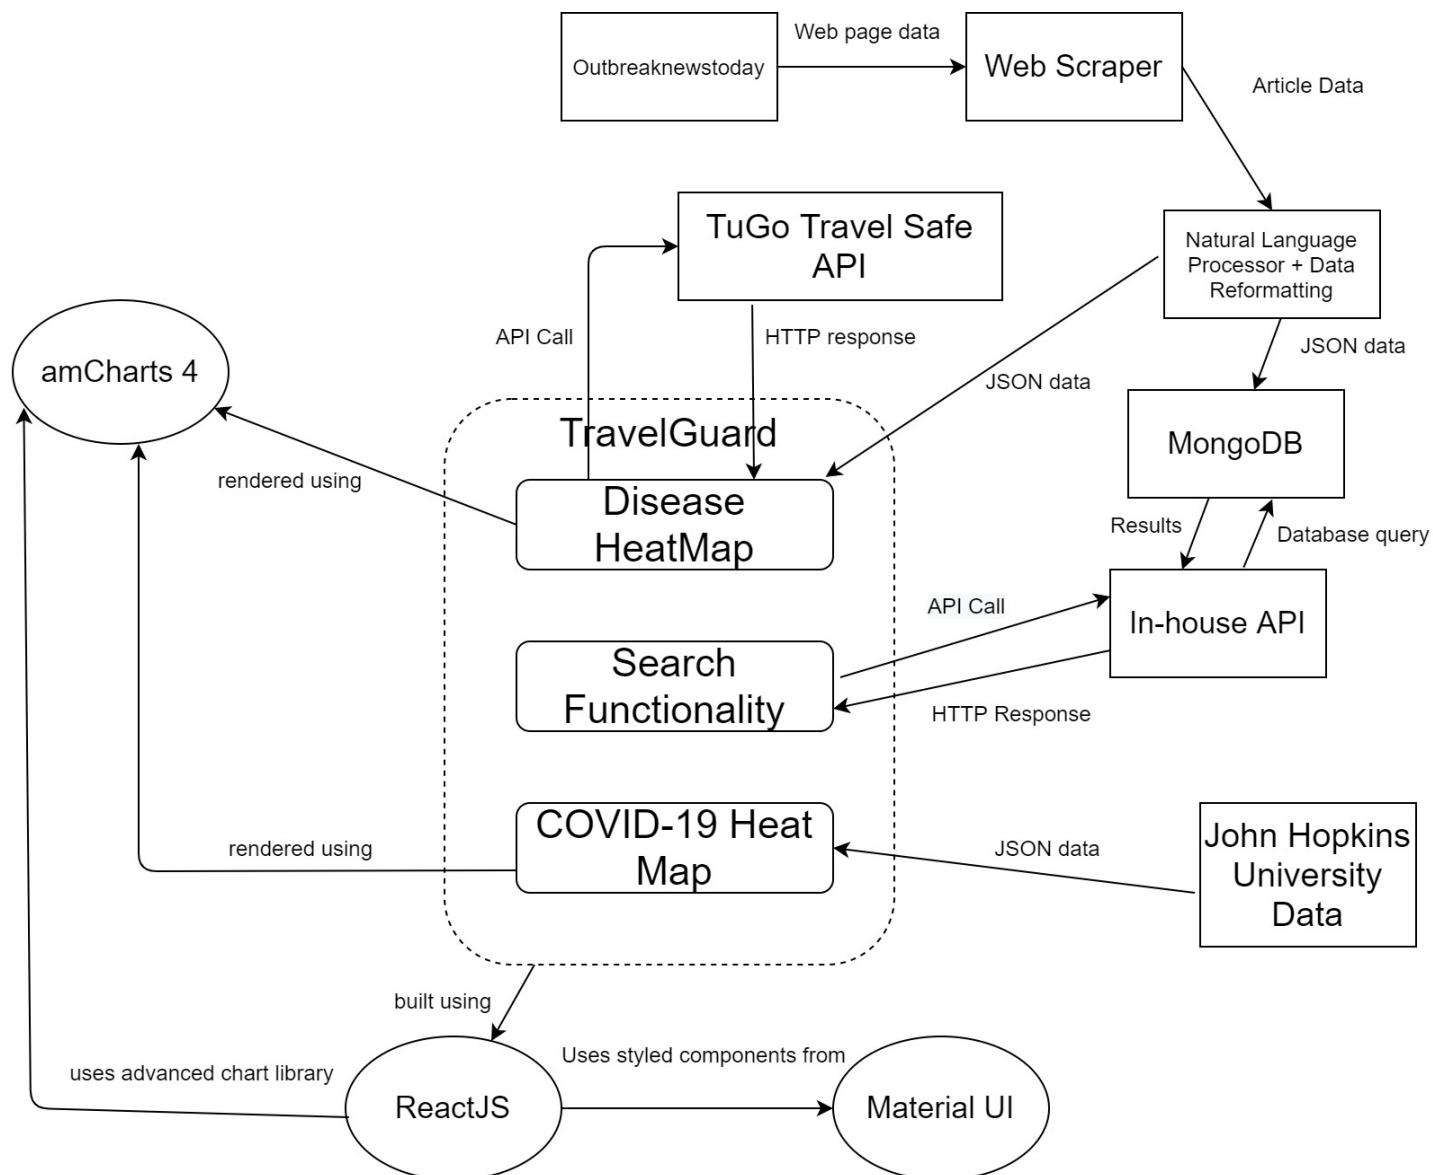 Web page data
Outbreaknewstoday
Web Scraper
Article Data
TuGo Travel Safe
API
Natural Language
Processor + Data
Reformatting
API Call
HTTP response
JSON data
JSON data
amCharts 4
TravelGuard
MongoDB
rendered using
Disease
HeatMap
Results
Database query
API Call
In-house API
Search
Functionality
HTTP Response
COVID-19 Heat
Map
rendered using
JSON data
John Hopkins
University
Data
built using
Uses styled components from
uses advanced chart library
ReactJS
Material UI